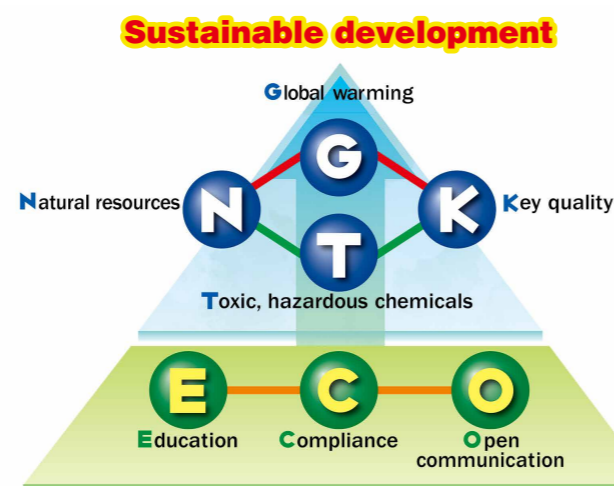 Sustainable development
Global warming
G
N
K
Natural resources
Key quality
T
Toxic, hazardous chemicals
E
C
O
Education
Compliance
Open
communication